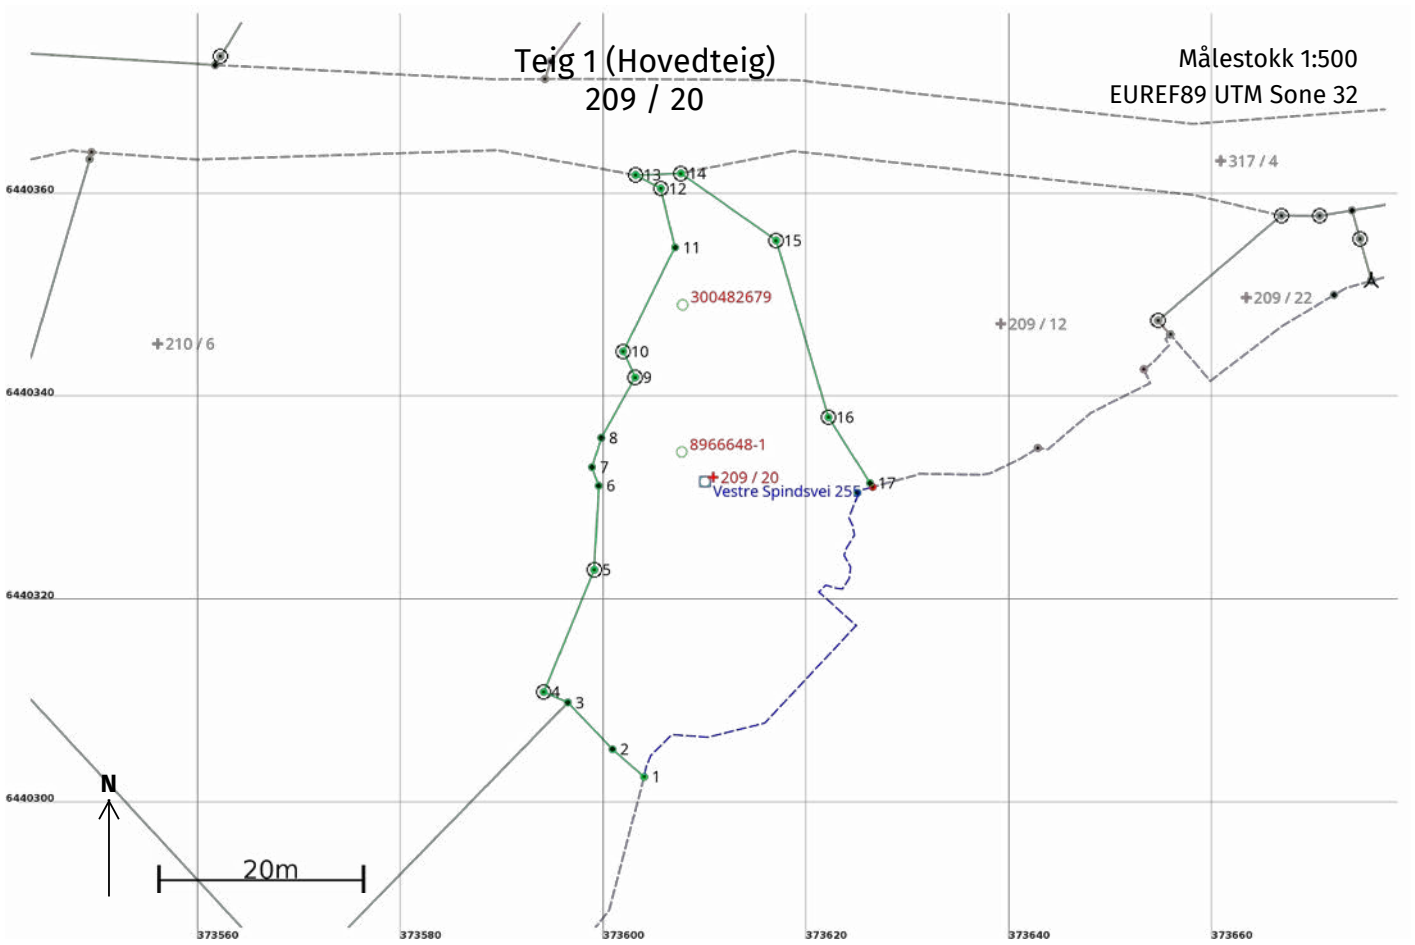 Teig 1 (Hovedteig)
209 / 20
Målestokk 1:500
EUREF89 UTM Sone 32
317 / 4
13
14
12
6440360
15
11
300482679
209 / 22
209 / 12
210 / 6
10
9
6440340
16
8
8966648-1
7
209 / 20
17
6
Vestre Spindsvei 255
5
6440320
4
3
2
1
N
6440300
20m
373560
373580
373600
373620
373640
373660